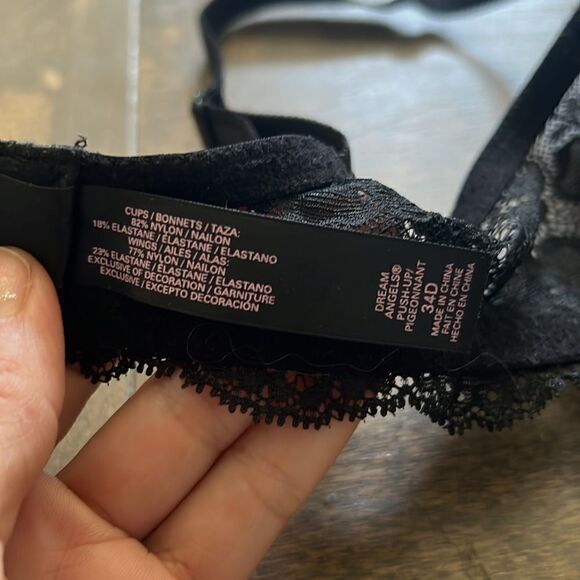 CUPS / BONNETS / TAZA:
82% NYLON / NAILON
18% ELASTANE / ÉLASTANE / ELASTANO
WINGS / AILES / ALAS:
77% NYLON / NAILON
23% ELASTANE / ÉLASTANE / ELASTANO
EXCLUSIVE OF DECORATION / GARNITURE
EXCLUSIVE / EXCEPTO DECORACIÓN
DREAM
ANGELS®
PUSH-UP/
PIGEONNANT
34D
MADE IN CHINA
FAIT EN CHINE
HECHO EN CHINA